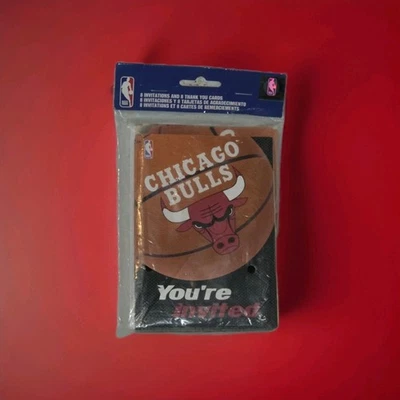 8 INVITATIONS AND 8 THANK YOU CARDS
8 INVITACIONES Y 8 TARJETAS DE AGRADECIMIENTO
8 INVITATIONS ET 8 CARTES DE REMERCIEMENTS
CHICAGO
BULLS
You're
invited